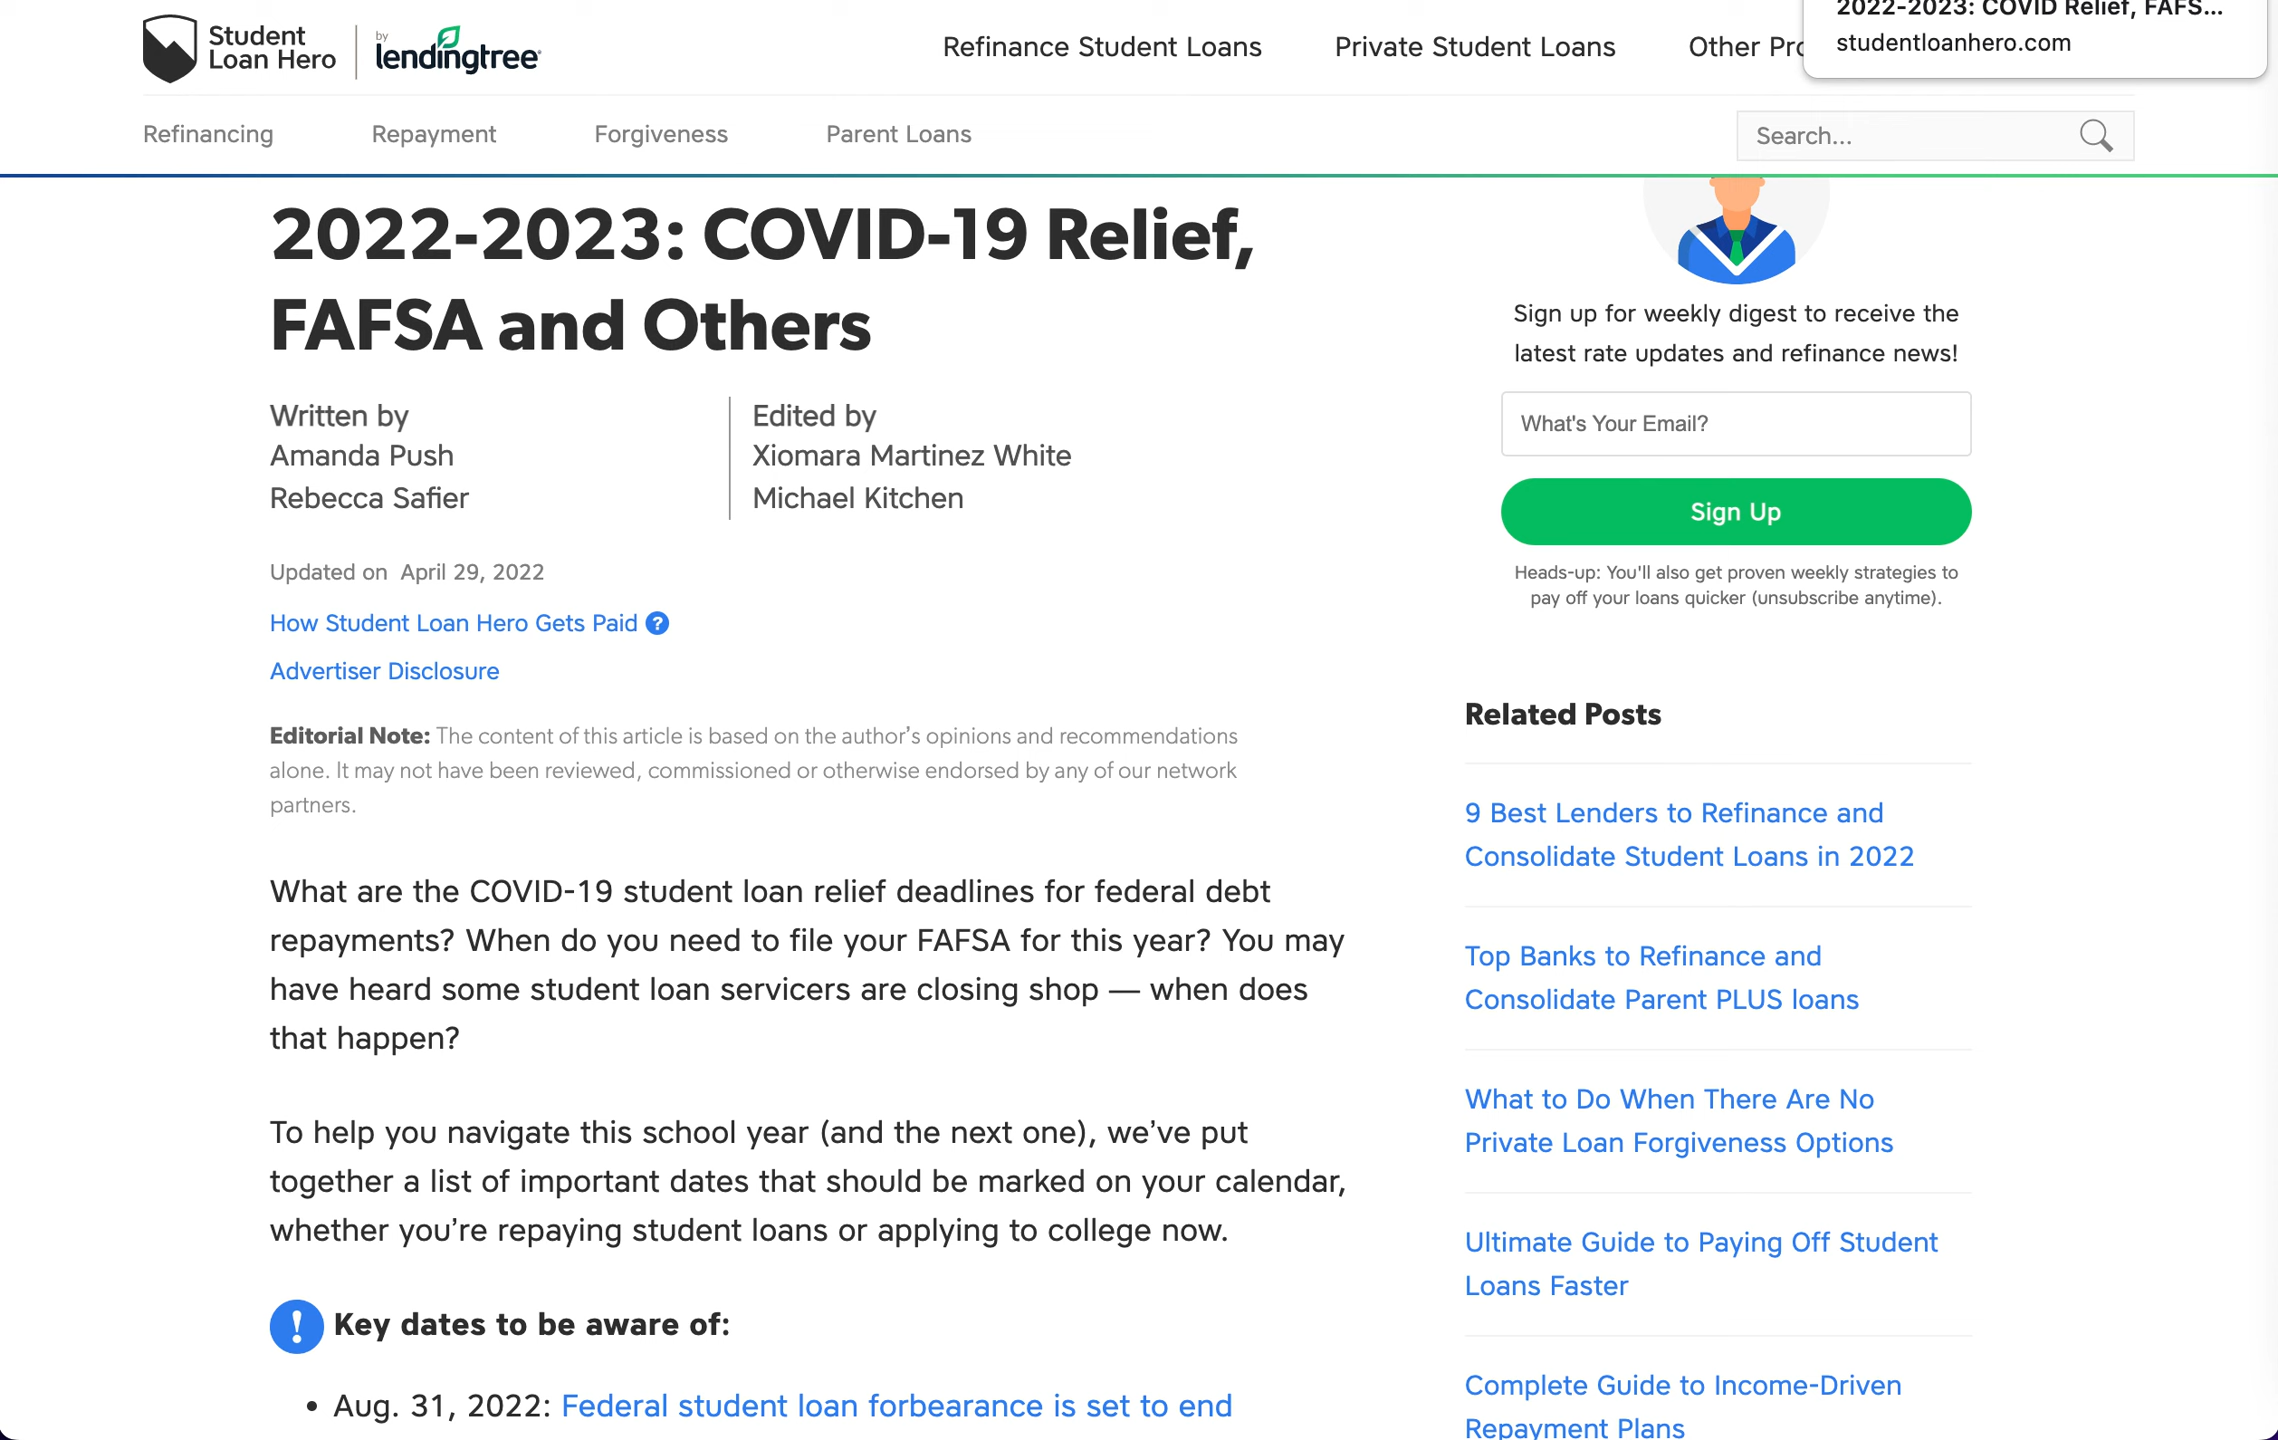 Student
Loan Hero
by
lendingtree
Refinance Student Loans
Private Student Loans
Other Pro
2022-2023: COVID Relief, FAFS...
studentloanhero.com
Refinancing
Repayment
Forgiveness
Parent Loans
Search...
2022-2023: COVID-19 Relief,
FAFSA and Others
Written by
Amanda Push
Rebecca Safier
Edited by
Xiomara Martinez White
Michael Kitchen
Updated on April 29, 2022
How Student Loan Hero Gets Paid ?
Advertiser Disclosure
Editorial Note: The content of this article is based on the author’s opinions and recommendations
alone. It may not have been reviewed, commissioned or otherwise endorsed by any of our network
partners.
What are the COVID-19 student loan relief deadlines for federal debt
repayments? When do you need to file your FAFSA for this year? You may
have heard some student loan servicers are closing shop — when does
that happen?
To help you navigate this school year (and the next one), we’ve put
together a list of important dates that should be marked on your calendar,
whether you’re repaying student loans or applying to college now.
! Key dates to be aware of:
• Aug. 31, 2022: Federal student loan forbearance is set to end
Sign up for weekly digest to receive the
latest rate updates and refinance news!
What's Your Email?
Sign Up
Heads-up: You'll also get proven weekly strategies to
pay off your loans quicker (unsubscribe anytime).
Related Posts
9 Best Lenders to Refinance and
Consolidate Student Loans in 2022
Top Banks to Refinance and
Consolidate Parent PLUS loans
What to Do When There Are No
Private Loan Forgiveness Options
Ultimate Guide to Paying Off Student
Loans Faster
Complete Guide to Income-Driven
Repayment Plans